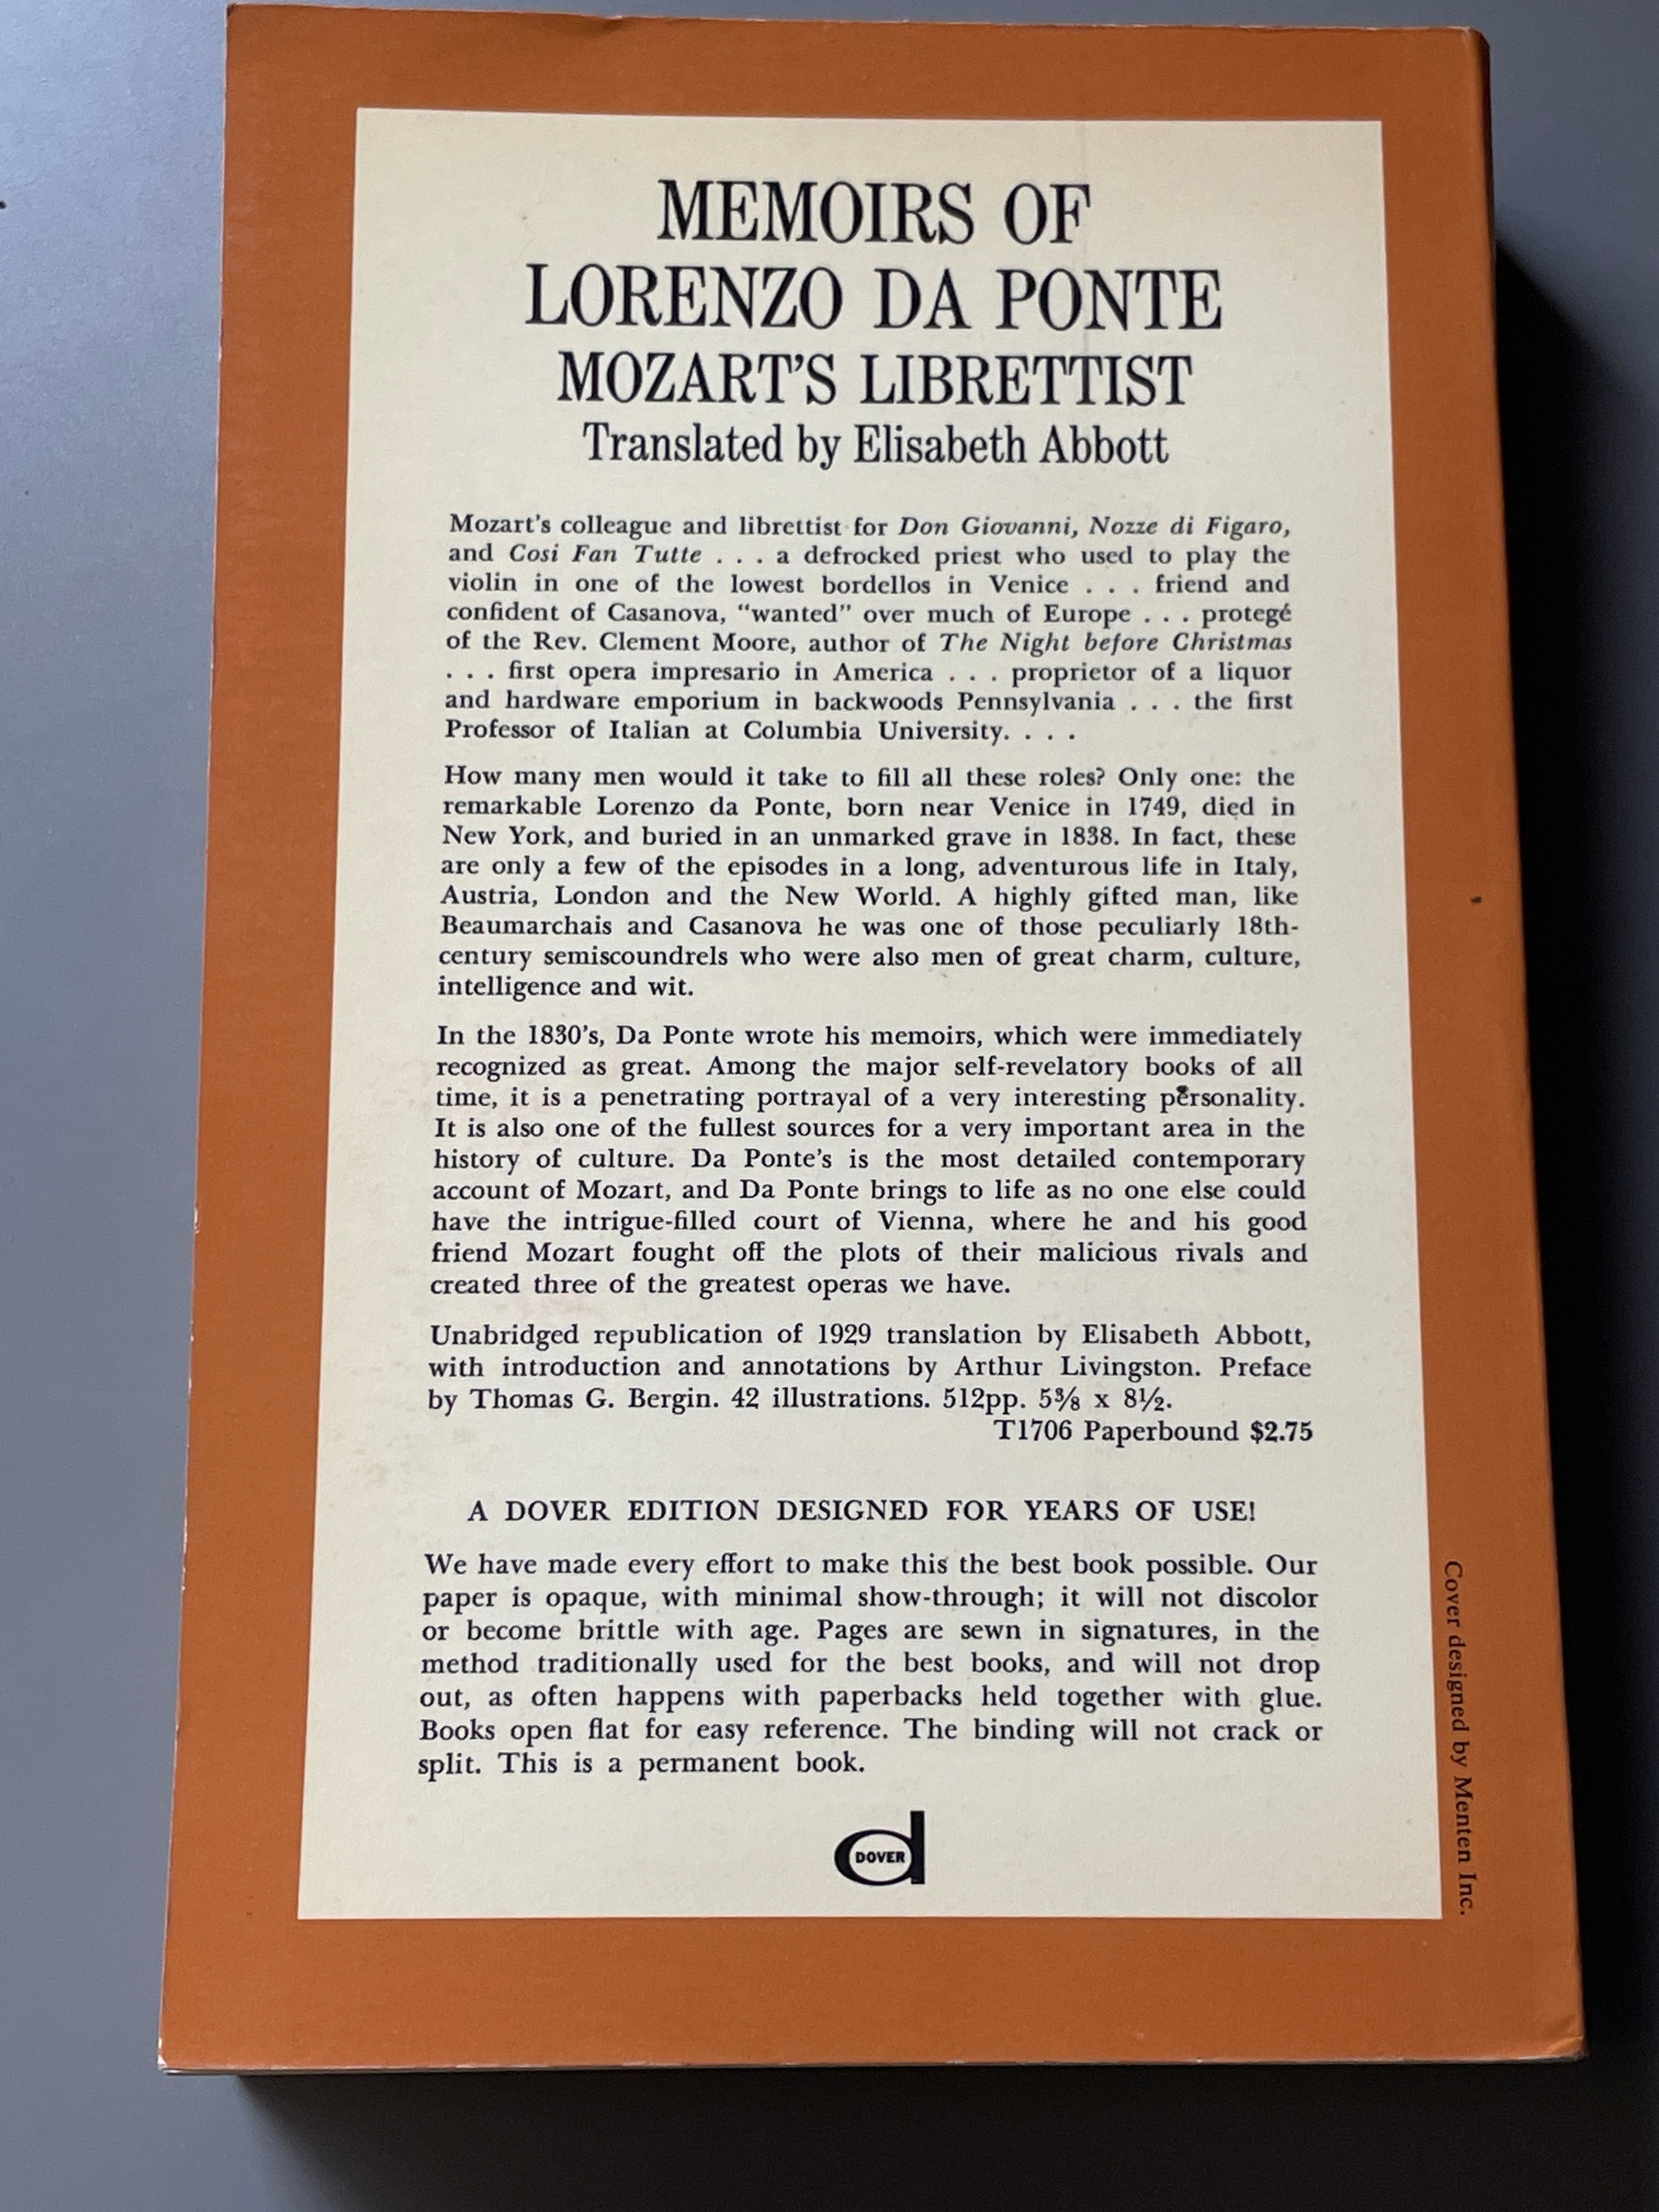 MEMOIRS OF
LORENZO DA PONTE
MOZART'S LIBRETTIST
Translated by Elisabeth Abbott
Mozart's colleague and librettist for Don Giovanni, Nozze di Figaro,
and Cosi Fan Tutte . . . a defrocked priest who used to play the
violin in one of the lowest bordellos in Venice . . . friend and
confident of Casanova, "wanted" over much of Europe . . . protegé
of the Rev. Clement Moore, author of The Night before Christmas
. . . first opera impresario in America . . . proprietor of a liquor
and hardware emporium in backwoods Pennsylvania . . . the first
Professor of Italian at Columbia University. . . .
How many men would it take to fill all these roles? Only one: the
remarkable Lorenzo da Ponte, born near Venice in 1749, died in
New York, and buried in an unmarked grave in 1838. In fact, these
are only a few of the episodes in a long, adventurous life in Italy,
Austria, London and the New World. A highly gifted man, like
Beaumarchais and Casanova he was one of those peculiarly 18th-
century semiscoundrels who were also men of great charm, culture,
intelligence and wit.
In the 1830's, Da Ponte wrote his memoirs, which were immediately
recognized as great. Among the major self-revelatory books of all
time, it is a penetrating portrayal of a very interesting personality.
It is also one of the fullest sources for a very important area in the
history of culture. Da Ponte's is the most detailed contemporary
account of Mozart, and Da Ponte brings to life as no one else could
have the intrigue-filled court of Vienna, where he and his good
friend Mozart fought off the plots of their malicious rivals and
created three of the greatest operas we have.
Unabridged republication of 1929 translation by Elisabeth Abbott,
with introduction and annotations by Arthur Livingston. Preface
by Thomas G. Bergin. 42 illustrations. 512pp. 5⅜ x 8½.
T1706 Paperbound $2.75
A DOVER EDITION DESIGNED FOR YEARS OF USE!
We have made every effort to make this the best book possible. Our
paper is opaque, with minimal show-through; it will not discolor
or become brittle with age. Pages are sewn in signatures, in the
method traditionally used for the best books, and will not drop
out, as often happens with paperbacks held together with glue.
Books open flat for easy reference. The binding will not crack or
split. This is a permanent book.
DOVER
Cover designed by Menten Inc.